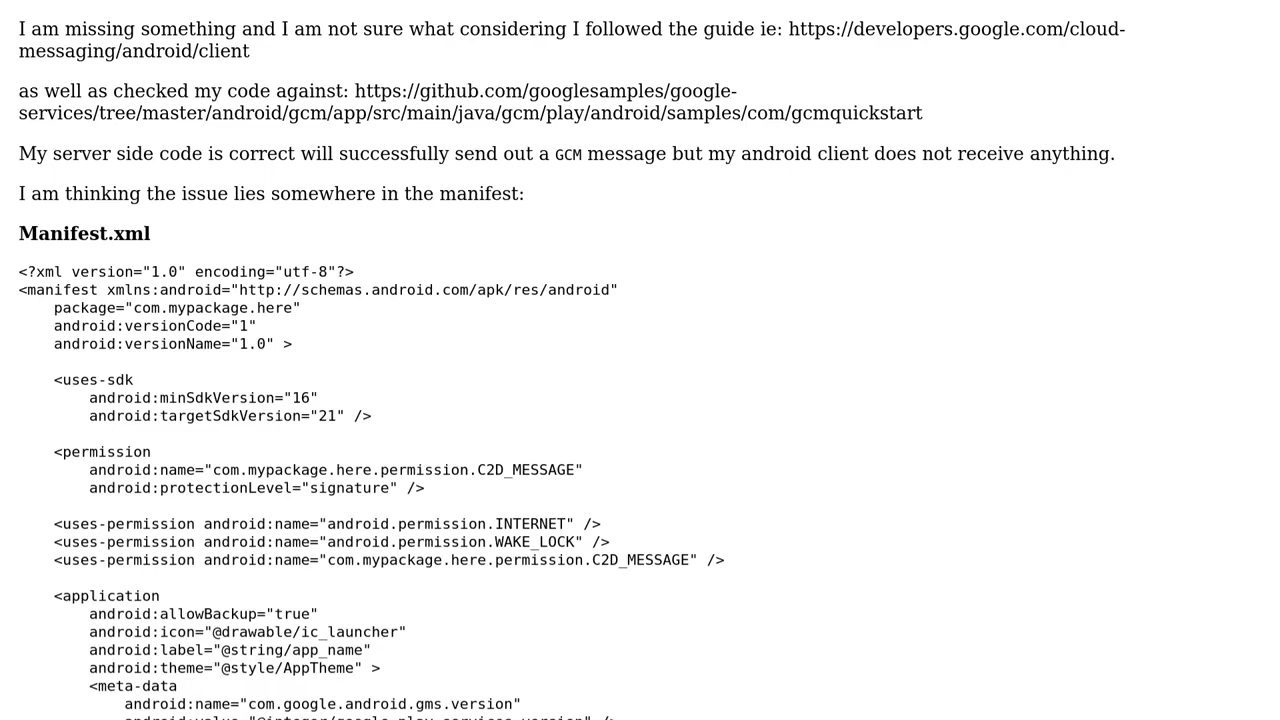 I am missing something and I am not sure what considering I followed the guide ie: https://developers.google.com/cloud-
messaging/android/client
as well as checked my code against: https://github.com/googlesamples/google-
services/tree/master/android/gcm/app/src/main/java/gcm/play/android/samples/com/gcmquickstart
My server side code is correct will successfully send out a GCM message but my android client does not receive anything.
I am thinking the issue lies somewhere in the manifest:
Manifest.xml
<?xml version="1.0" encoding="utf-8"?>
<manifest xmlns:android="http://schemas.android.com/apk/res/android"
    package="com.mypackage.here"
    android:versionCode="1"
    android:versionName="1.0" >
    <uses-sdk
        android:minSdkVersion="16"
        android:targetSdkVersion="21" />
    <permission
        android:name="com.mypackage.here.permission.C2D_MESSAGE"
        android:protectionLevel="signature" />
    <uses-permission android:name="android.permission.INTERNET" />
    <uses-permission android:name="android.permission.WAKE_LOCK" />
    <uses-permission android:name="com.mypackage.here.permission.C2D_MESSAGE" />
    <application
        android:allowBackup="true"
        android:icon="@drawable/ic_launcher"
        android:label="@string/app_name"
        android:theme="@style/AppTheme" >
        <meta-data
            android:name="com.google.android.gms.version"
            android:value="@integer/google_play_services_version" />